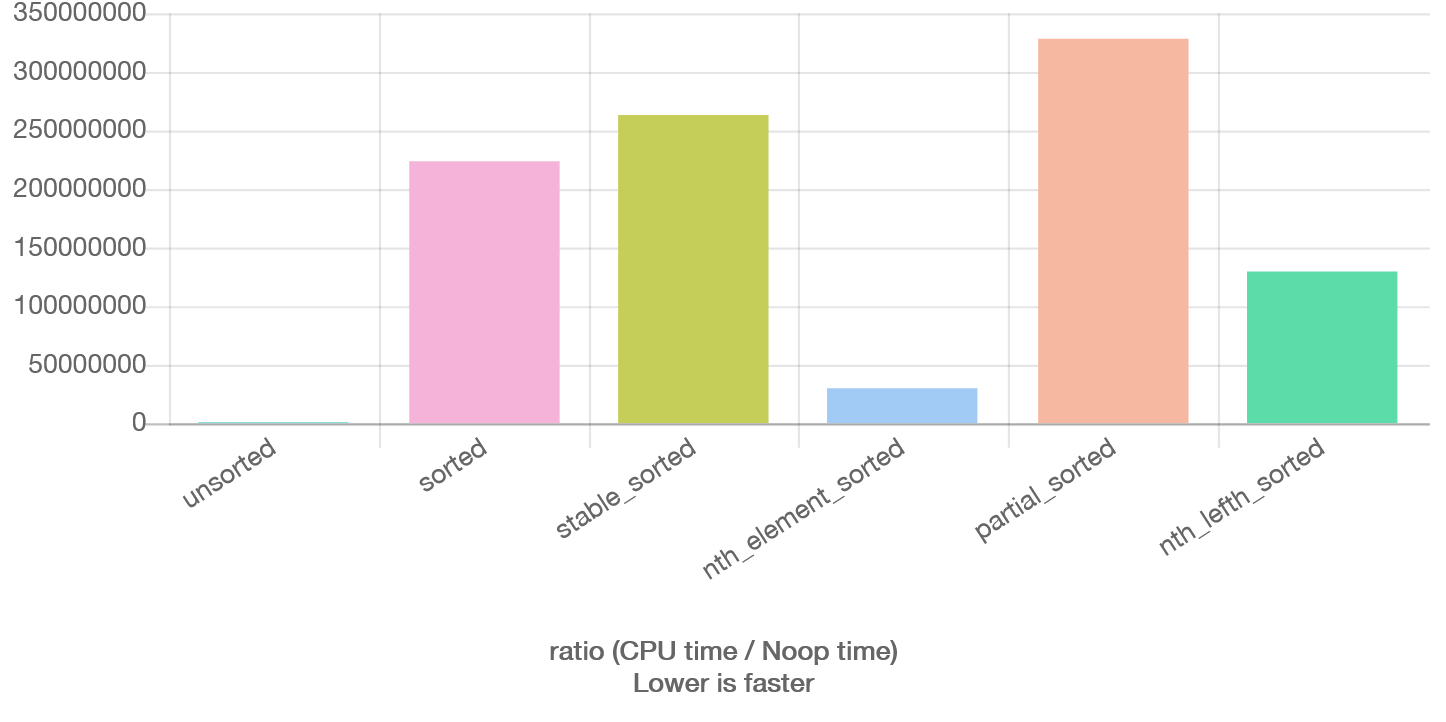 350000000
300000000
250000000
200000000
150000000
100000000
50000000
0
unsorted
sorted
stable_sorted
nth_element_sorted
partial_sorted
nth_lefth_sorted
ratio (CPU time / Noop time)
Lower is faster